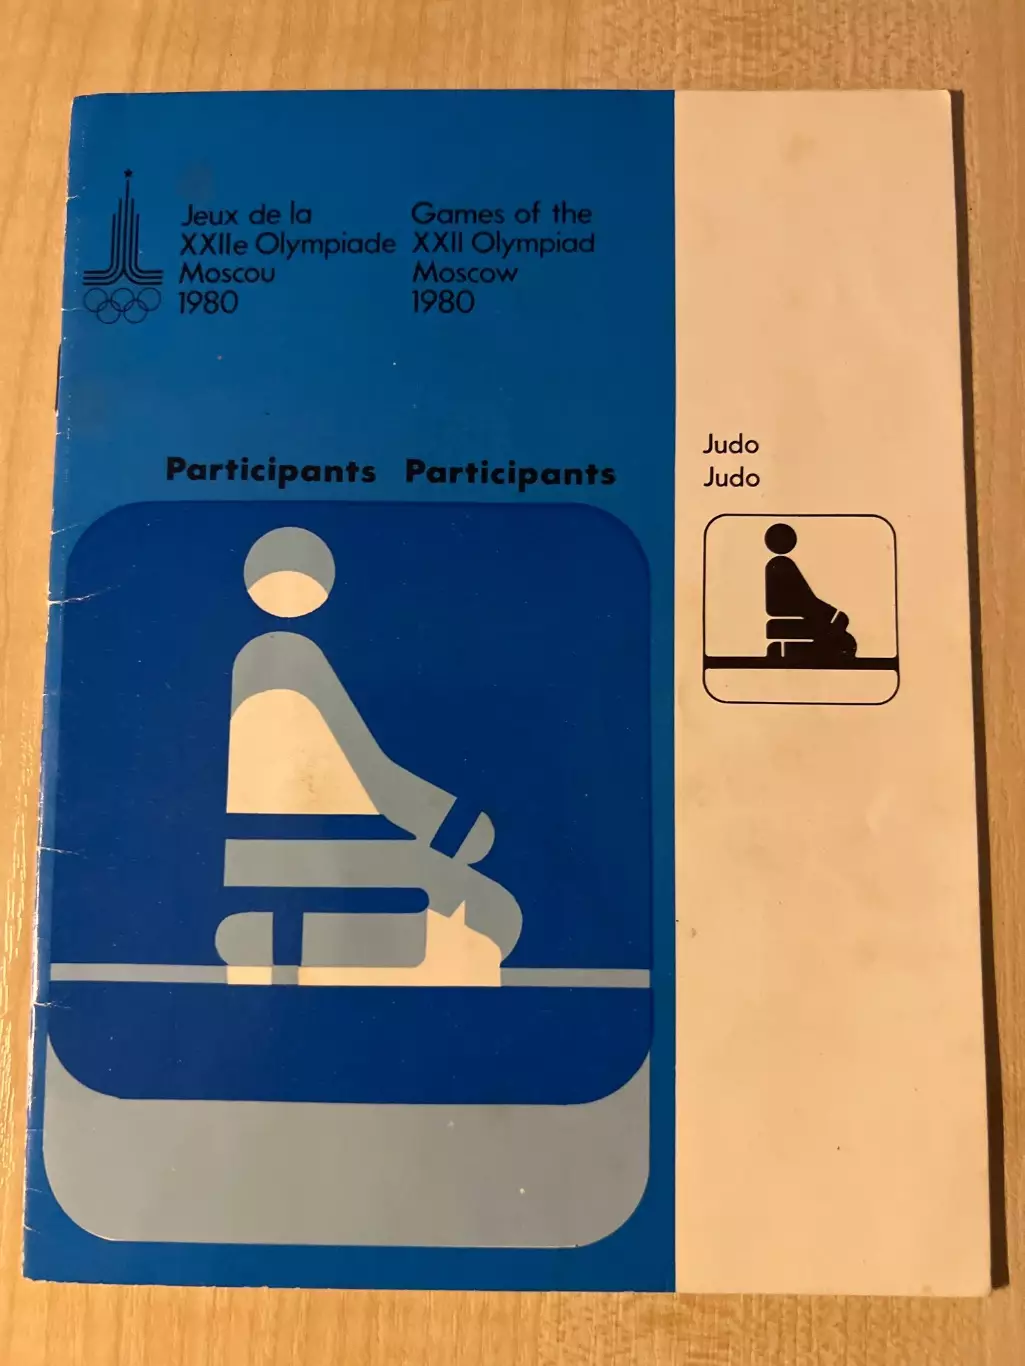 Jeux de la
XXIIe Olympiade
Moscou
1980
Games of the
XXII Olympiad
Moscow
1980
Participants Participants
Judo
Judo